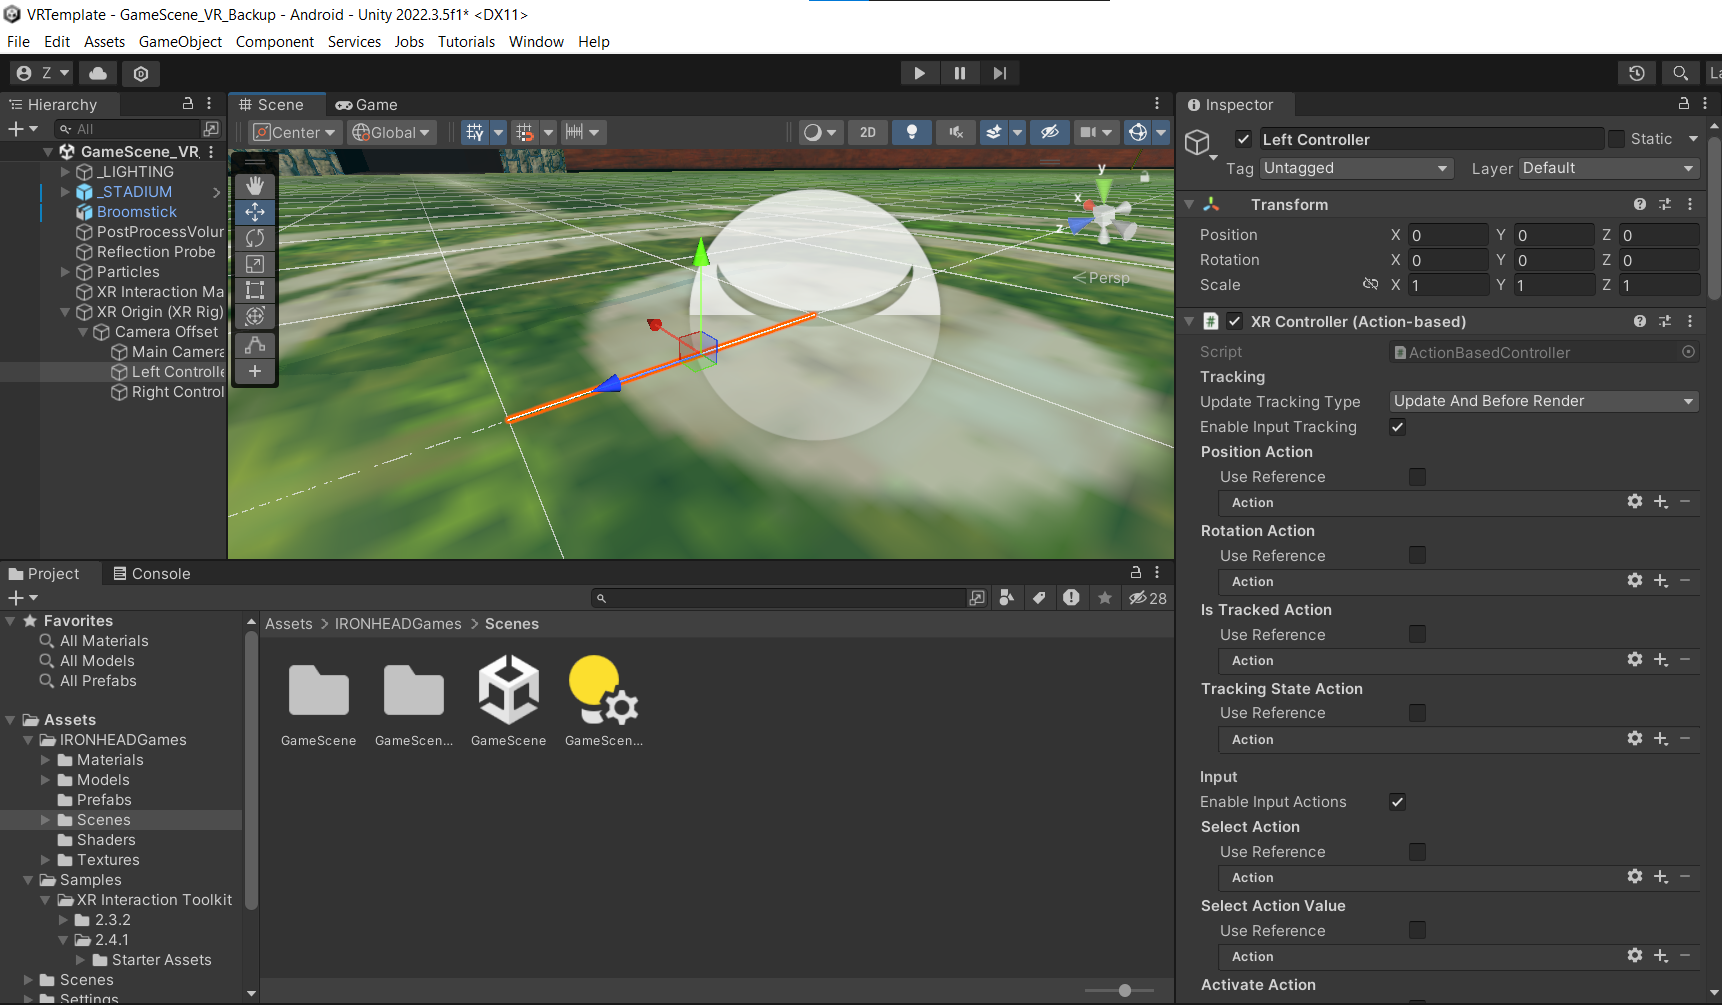 VRTemplate - GameScene_VR_Backup - Android - Unity 2022.3.5f1* <DX11>
File Edit Assets GameObject Component Services Jobs Tutorials Window Help
Z
Hierarchy
Scene
Game
Inspector
All
Center
Global
2D
Left Controller
Static
Tag Untagged
Layer Default
GameScene_VR_
_LIGHTING
_STADIUM
Broomstick
PostProcessVolur
Reflection Probe
Particles
XR Interaction Ma
XR Origin (XR Rig)
Camera Offset
Main Camera
Left Controlle
Right Control
y
x
z
Persp
Transform
Position X 0 Y 0 Z 0
Rotation X 0 Y 0 Z 0
Scale X 1 Y 1 Z 1
XR Controller (Action-based)
Script ActionBasedController
Tracking
Update Tracking Type Update And Before Render
Enable Input Tracking
Position Action
Use Reference
Action
Rotation Action
Use Reference
Action
Is Tracked Action
Use Reference
Action
Tracking State Action
Use Reference
Action
Input
Enable Input Actions
Select Action
Use Reference
Action
Select Action Value
Use Reference
Action
Activate Action
Project
Console
28
Favorites
All Materials
All Models
All Prefabs
Assets
IRONHEADGames
Materials
Models
Prefabs
Scenes
Shaders
Textures
Samples
XR Interaction Toolkit
2.3.2
2.4.1
Starter Assets
Scenes
Settings
Assets > IRONHEADGames > Scenes
GameScene
GameScen...
GameScene
GameScen...